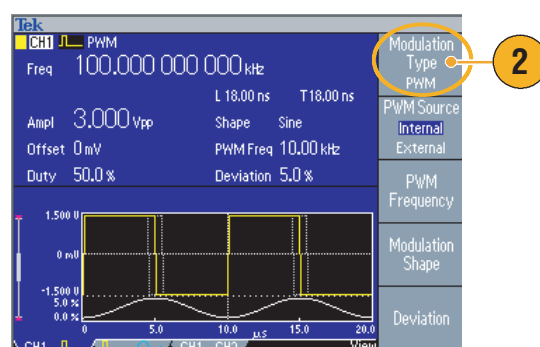 Tek
CH1 PWM
Freq 100.000 000 000 kHz
L 18.00 ns T18.00 ns
Ampl 3.000 Vpp Shape Sine
Offset 0 mV PWM Freq 10.00 kHz
Duty 50.0 % Deviation 5.0 %
1.500 V
0 mV
-1.500 V
5.0 %
0.0 %
0 5.0 10.0 µs 15.0 20.0
CH1 CH1 CH2 View
Modulation
Type
PWM
2
PWM Source
Internal
External
PWM
Frequency
Modulation
Shape
Deviation